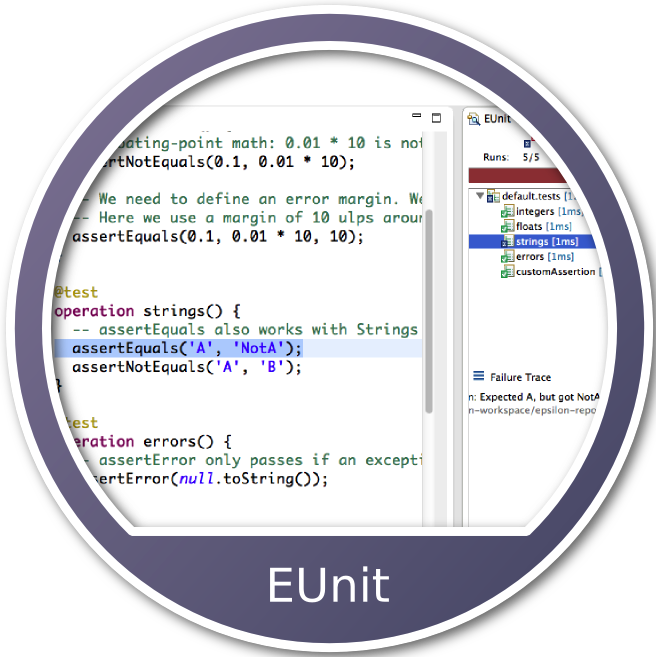 ating-point math: 0.01 * 10 is not
rtNotEquals(0.1, 0.01 * 10);
-- We need to define an error margin. We
-- Here we use a margin of 10 ulps aroun
assertEquals(0.1, 0.01 * 10, 10);
@test
operation strings() {
-- assertEquals also works with Strings
assertEquals('A', 'NotA');
assertNotEquals('A', 'B');
}
test
eration errors() {
- assertError only passes if an excepti
sertError(null.toString());
EUnit
Runs: 5/5
default.tests [1
integers [1ms]
floats [1ms]
strings [1ms]
errors [1ms]
customAssertion [
Failure Trace
n: Expected A, but got NotA
n-workspace/epsilon-repo
EUnit